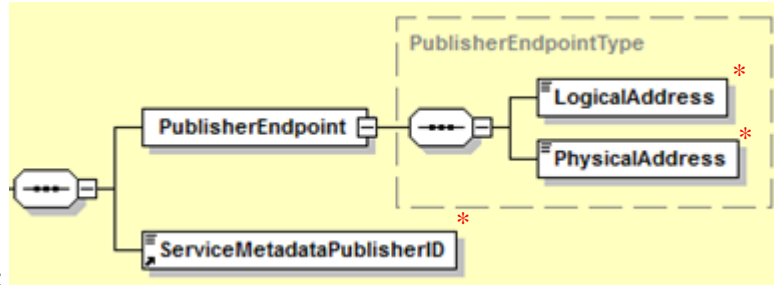 PublisherEndpointType
*
LogicalAddress
PublisherEndpoint
*
PhysicalAddress
*
ServiceMetadataPublisherID